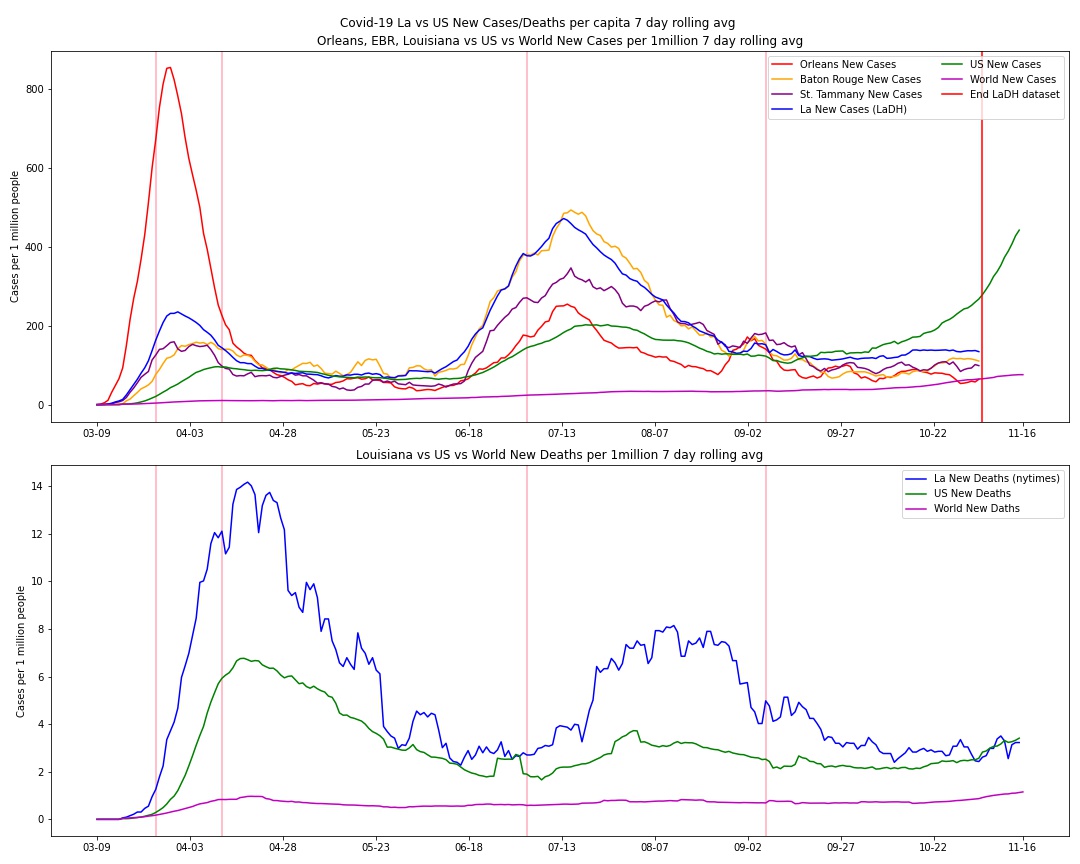 Covid-19 La vs US New Cases/Deaths per capita 7 day rolling avg
Orleans, EBR, Louisiana vs US vs World New Cases per 1million 7 day rolling avg
Orleans New Cases
Baton Rouge New Cases
St. Tammany New Cases
La New Cases (LaDH)
US New Cases
World New Cases
End LaDH dataset
Cases per 1 million people
800
600
400
200
0
03-09 04-03 04-28 05-23 06-18 07-13 08-07 09-02 09-27 10-22 11-16
Louisiana vs US vs World New Deaths per 1million 7 day rolling avg
La New Deaths (nytimes)
US New Deaths
World New Daths
Cases per 1 million people
14
12
10
8
6
4
2
0
03-09 04-03 04-28 05-23 06-18 07-13 08-07 09-02 09-27 10-22 11-16